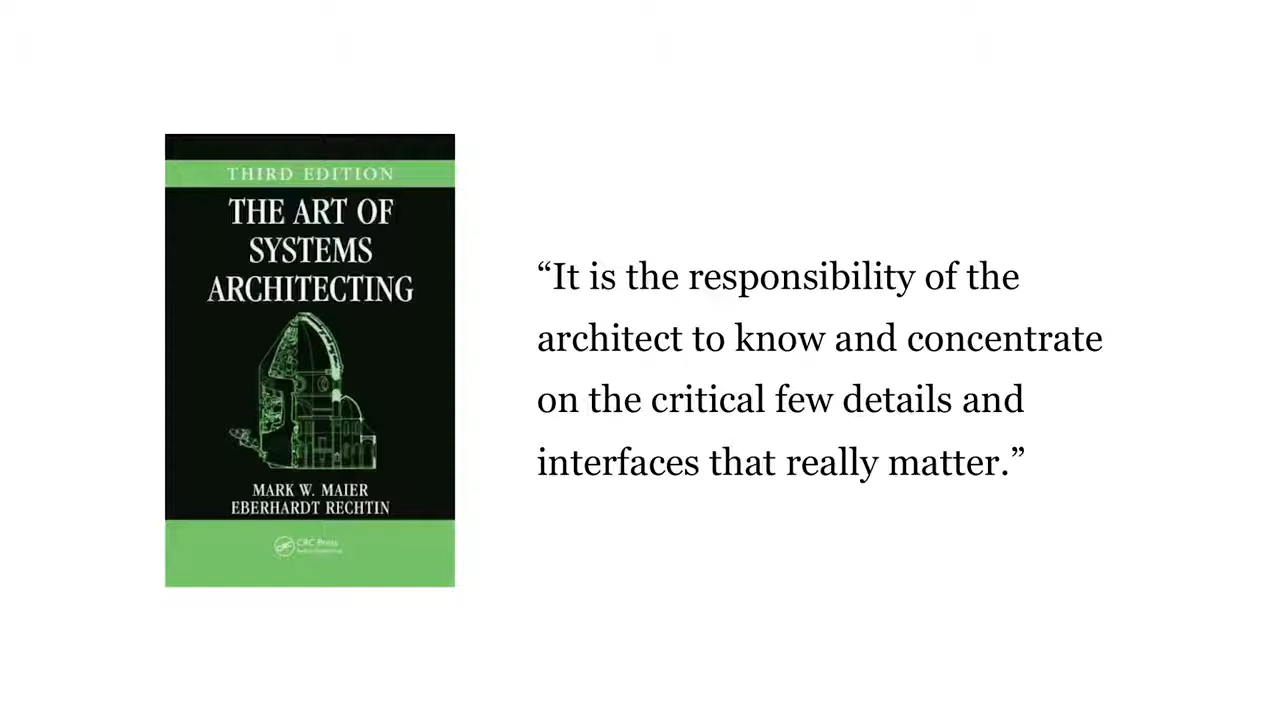 THIRD EDITION
THE ART OF
SYSTEMS
ARCHITECTING
MARK W. MAIER
EBERHARDT RECHTIN
CRC Press
“It is the responsibility of the
architect to know and concentrate
on the critical few details and
interfaces that really matter.”